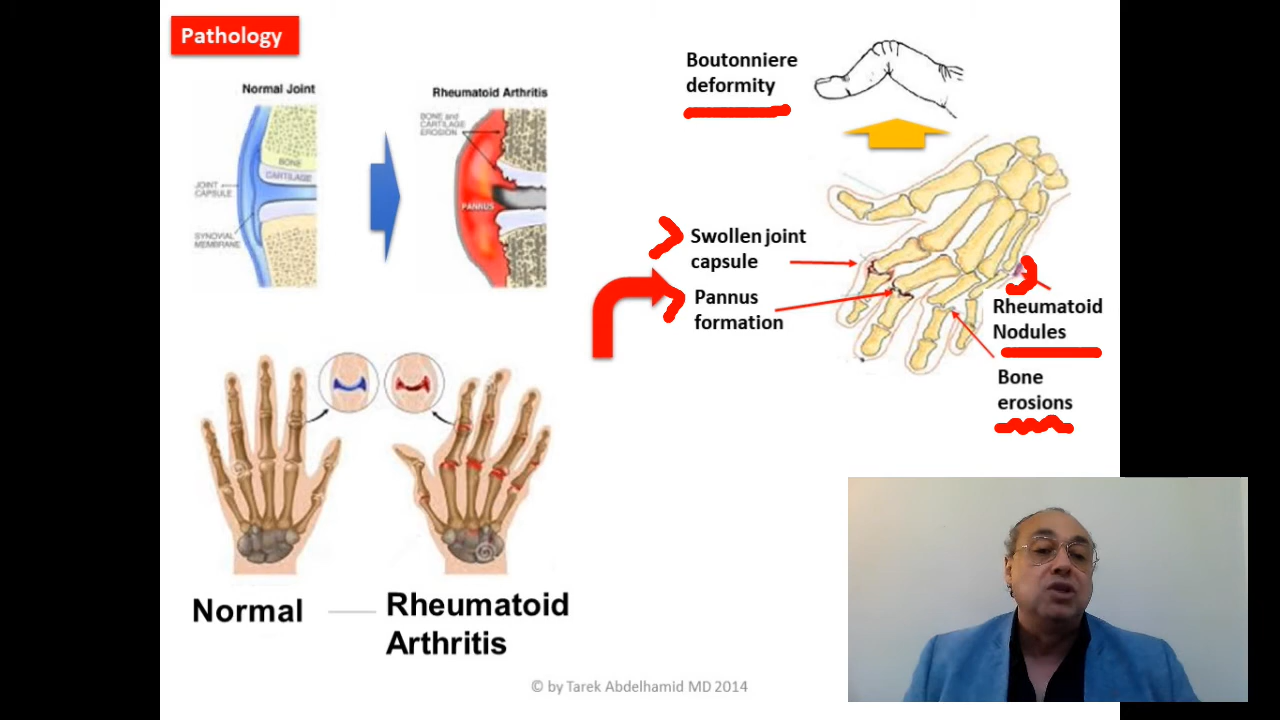 Pathology
Normal Joint
BONE
CARTILAGE
JOINT
CAPSULE
SYNOVIAL
MEMBRANE
Rheumatoid Arthritis
BONE and
CARTILAGE
EROSION
PANNUS
Boutonniere
deformity
Swollen joint
capsule
Pannus
formation
Rheumatoid
Nodules
Bone
erosions
Normal
Rheumatoid
Arthritis
© by Tarek Abdelhamid MD 2014